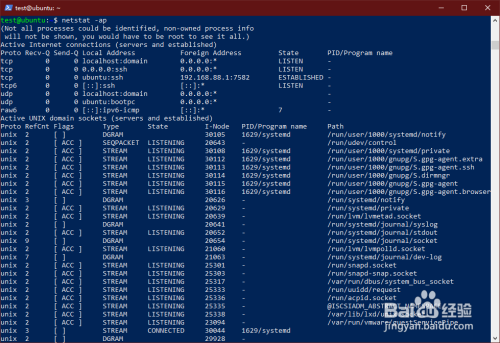 test@ubuntu:~$ netstat -ap
(Not all processes could be identified, non-owned process info
will not be shown, you would have to be root to see it all.)
Active Internet connections (servers and established)
Proto Recv-Q Send-Q Local Address Foreign Address State PID/Program name
tcp 0 0 localhost:domain 0.0.0.0:* LISTEN -
tcp 0 0 0.0.0.0:ssh 0.0.0.0:* LISTEN -
tcp 0 0 ubuntu:ssh 192.168.88.1:7582 ESTABLISHED -
tcp6 0 0 [::]:ssh [::]:* LISTEN -
udp 0 0 localhost:domain 0.0.0.0:* -
udp 0 0 ubuntu:bootpc 0.0.0.0:* -
raw6 0 0 [::]:ipv6-icmp [::]:* 7 -
Active UNIX domain sockets (servers and established)
Proto RefCnt Flags Type State I-Node PID/Program name Path
unix 2 [ ] DGRAM 30105 1629/systemd /run/user/1000/systemd/notify
unix 2 [ ACC ] SEQPACKET LISTENING 20643 - /run/udev/control
unix 2 [ ACC ] STREAM LISTENING 30108 1629/systemd /run/user/1000/systemd/private
unix 2 [ ACC ] STREAM LISTENING 30112 1629/systemd /run/user/1000/gnupg/S.gpg-agent.extra
unix 2 [ ACC ] STREAM LISTENING 30113 1629/systemd /run/user/1000/gnupg/S.gpg-agent.ssh
unix 2 [ ACC ] STREAM LISTENING 30114 1629/systemd /run/user/1000/gnupg/S.dirmngr
unix 2 [ ACC ] STREAM LISTENING 30115 1629/systemd /run/user/1000/gnupg/S.gpg-agent
unix 2 [ ACC ] STREAM LISTENING 30116 1629/systemd /run/user/1000/gnupg/S.gpg-agent.browser
unix 3 [ ] DGRAM 20626 - /run/systemd/notify
unix 2 [ ACC ] STREAM LISTENING 20629 - /run/systemd/private
unix 2 [ ACC ] STREAM LISTENING 20639 - /run/lvm/lvmetad.socket
unix 2 [ ] DGRAM 20641 - /run/systemd/journal/syslog
unix 2 [ ACC ] STREAM LISTENING 20652 - /run/systemd/journal/stdout
unix 9 [ ] DGRAM 20654 - /run/systemd/journal/socket
unix 2 [ ACC ] STREAM LISTENING 21060 - /run/lvm/lvmpolld.socket
unix 7 [ ] DGRAM 21063 - /run/systemd/journal/dev-log
unix 2 [ ACC ] STREAM LISTENING 25301 - /run/snapd.socket
unix 2 [ ACC ] STREAM LISTENING 25303 - /run/snapd-snap.socket
unix 2 [ ACC ] STREAM LISTENING 25317 - /var/run/dbus/system_bus_socket
unix 2 [ ACC ] STREAM LISTENING 25333 - /run/uuidd/request
unix 2 [ ACC ] STREAM LISTENING 25326 - /run/acpid.socket
unix 2 [ ACC ] STREAM LISTENING 25335 - @ISCSIADM_ABSTRACT
unix 2 [ ACC ] STREAM LISTENING 25338 - /var/lib/lxd
unix 2 [ ACC ] STREAM LISTENING 23094 - /var/run/vmware
unix 3 [ ] STREAM CONNECTED 30044 1629/systemd
unix 2 [ ] DGRAM 29928 -
Baidu 百度经验
jingyan.baidu.com